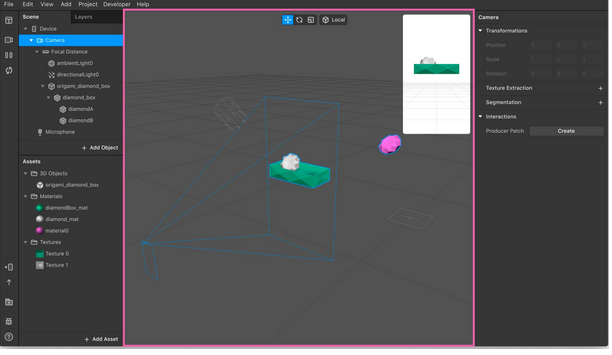 File Edit View Add Project Developer Help
Scene Layers
Device
Camera
Focal Distance
ambientLight0
directionalLight0
origami_diamond_box
diamond_box
diamondA
diamondB
Microphone
+ Add Object
Assets
3D Objects
origami_diamond_box
Materials
diamondBox_mat
diamond_mat
material0
Textures
Texture 0
Texture 1
+ Add Asset
Local
Camera
Transformations
Position
Scale
Rotation
Texture Extraction +
Segmentation +
Interactions
Producer Patch Create